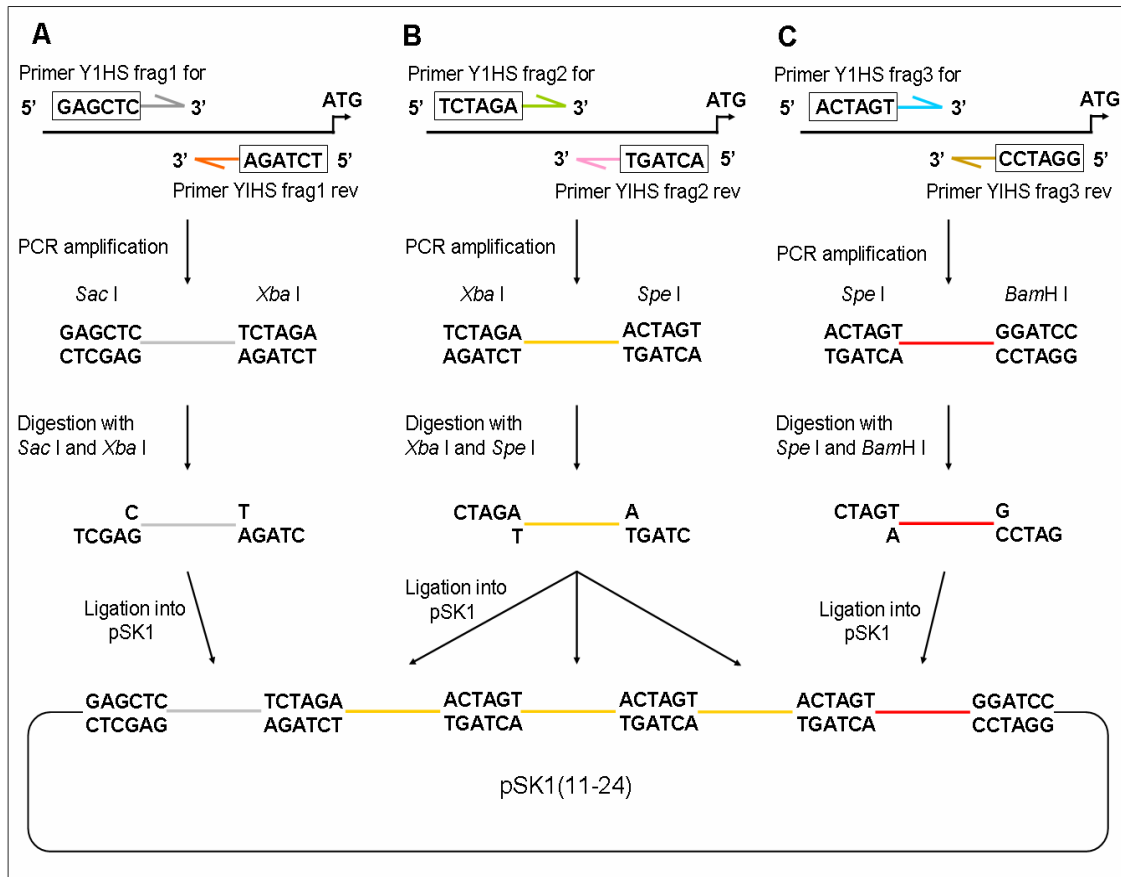 A
Primer Y1HS frag1 for
5’ GAGCTC 3’
ATG
3’ AGATCT 5’
Primer YIHS frag1 rev
PCR amplification
Sac I Xba I
GAGCTC TCTAGA
CTCGAG AGATCT
Digestion with
Sac I and Xba I
C T
TCGAG AGATC
Ligation into
pSK1
B
Primer Y1HS frag2 for
5’ TCTAGA 3’
ATG
3’ TGATCA 5’
Primer YIHS frag2 rev
PCR amplification
Xba I Spe I
TCTAGA ACTAGT
AGATCT TGATCA
Digestion with
Xba I and Spe I
CTAGA A
T TGATC
Ligation into
pSK1
C
Primer Y1HS frag3 for
5’ ACTAGT 3’
ATG
3’ CCTAGG 5’
Primer YIHS frag3 rev
PCR amplification
Spe I BamH I
ACTAGT GGATCC
TGATCA CCTAGG
Digestion with
Spe I and BamH I
CTAGT G
A CCTAG
Ligation into
pSK1
GAGCTC TCTAGA ACTAGT ACTAGT ACTAGT GGATCC
CTCGAG AGATCT TGATCA TGATCA TGATCA CCTAGG
pSK1(11-24)